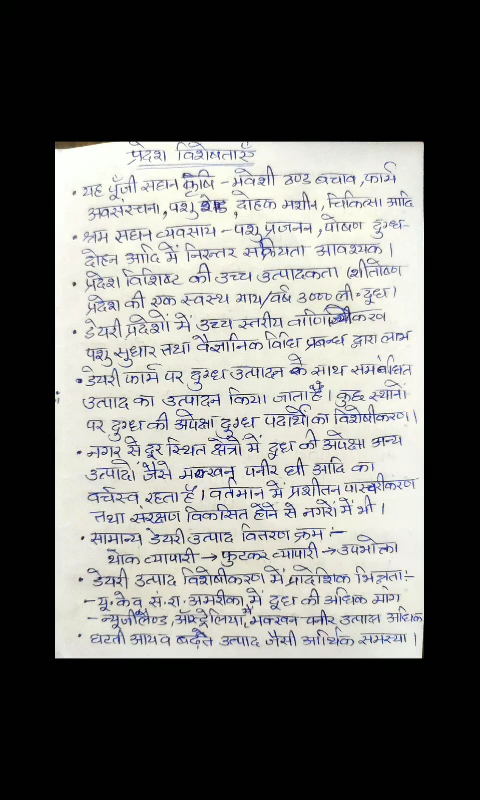 प्रदेश विशेषताएँ
• यह पूँजी सघन कृषि - मवेशी ठण्ड बचाव, फार्म
अवसंरचना, पशु शेड, दोहक मशीन, चिकित्सा आदि
• श्रम सघन व्यवसाय - पशु प्रजनन, पोषण दुग्ध-
दोहन आदि में निरन्तर सक्रियता आवश्यक।
• प्रदेश विशिष्ट की उच्च उत्पादकता (शीतोष्ण
प्रदेश की एक स्वस्थ गाय/वर्ष 3000 ली॰ दूध।
• डेयरी प्रदेशों में उच्च स्तरीय वाणिज्यीकरण
पशु सुधार तथा वैज्ञानिक विधि प्रबन्ध द्वारा लाभ
• डेयरी फार्म पर दुग्ध उत्पादन के साथ सम्बंधित
उत्पाद का उत्पादन किया जाता है। कुछ स्थानों
पर दुग्ध की अपेक्षा दुग्ध पदार्थों का विशेषीकरण।
• नगर से दूर स्थित क्षेत्रों में दूध की अपेक्षा अन्य
उत्पादों जैसे मक्खन पनीर घी आदि का
वर्चस्व रहता है। वर्तमान में प्रशीतन पास्चरीकरण
तथा संरक्षण विकसित होने से नगरों में भी।
• सामान्य डेयरी उत्पाद वितरण क्रम :-
थोक व्यापारी → फुटकर व्यापारी → उपभोक्ता
• डेयरी उत्पाद विशेषीकरण में प्रादेशिक भिन्नता:-
- यू. के. व सं. रा. अमरीका में दूध की अधिक मांग
- न्यूजीलैण्ड, ऑस्ट्रेलिया में मक्खन पनीर उत्पादन अधिक
• घटती आय व बढ़ते उत्पाद जैसी आर्थिक समस्या।